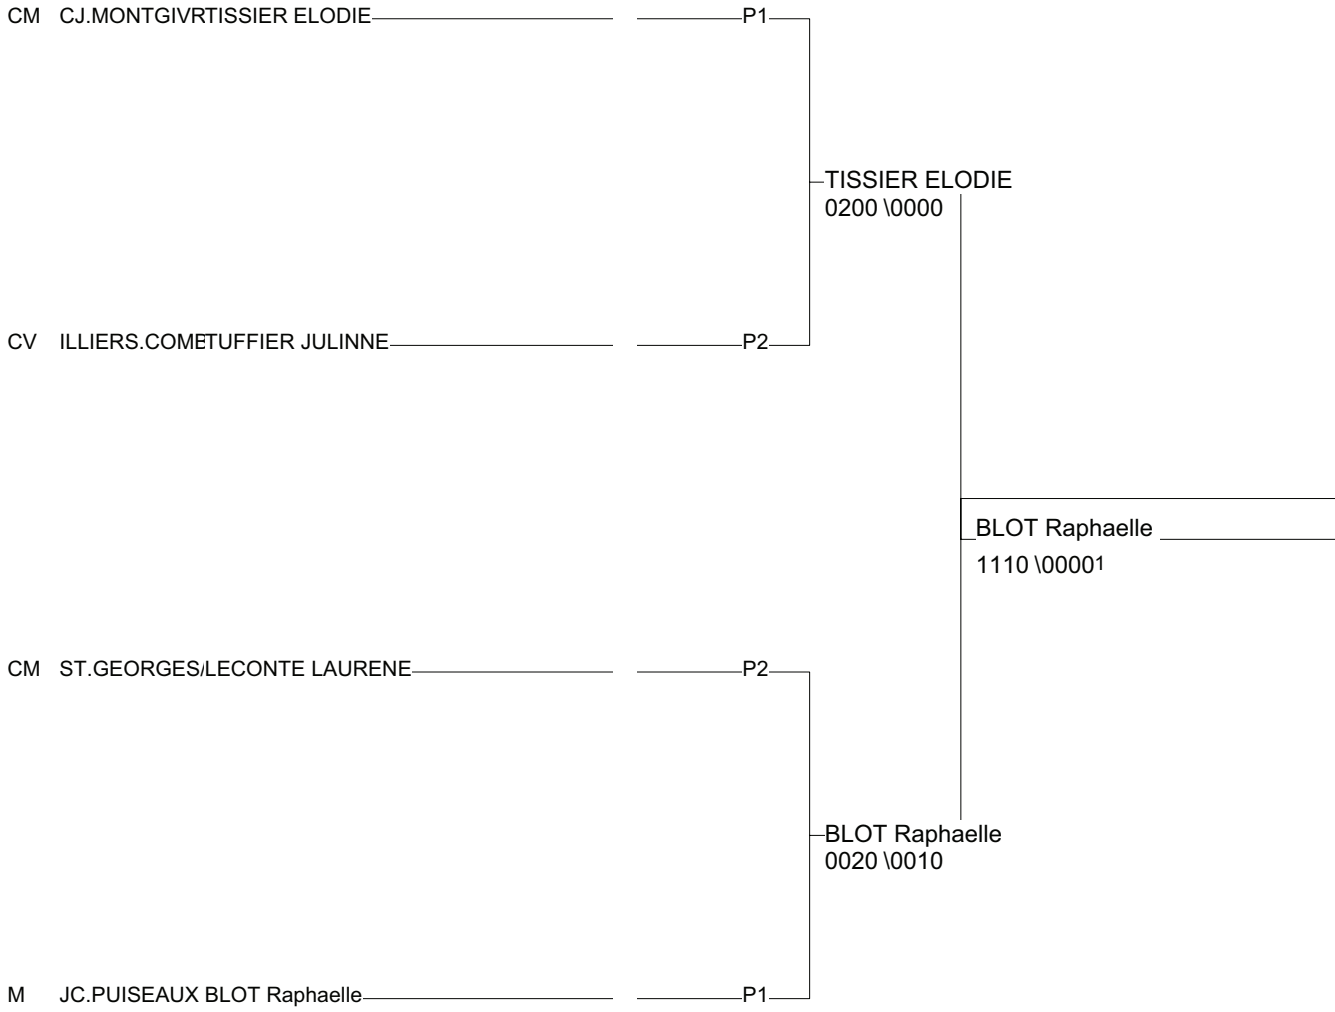 CM CJ.MONTGIVRTISSIER ELODIE P1
TISSIER ELODIE
0200 \0000
CV ILLIERS.COMBTUFFIER JULINNE P2
BLOT Raphaelle
1110 \00001
CM ST.GEORGES/LECONTE LAURENE P2
BLOT Raphaelle
0020 \0010
M JC.PUISEAUX BLOT Raphaelle P1